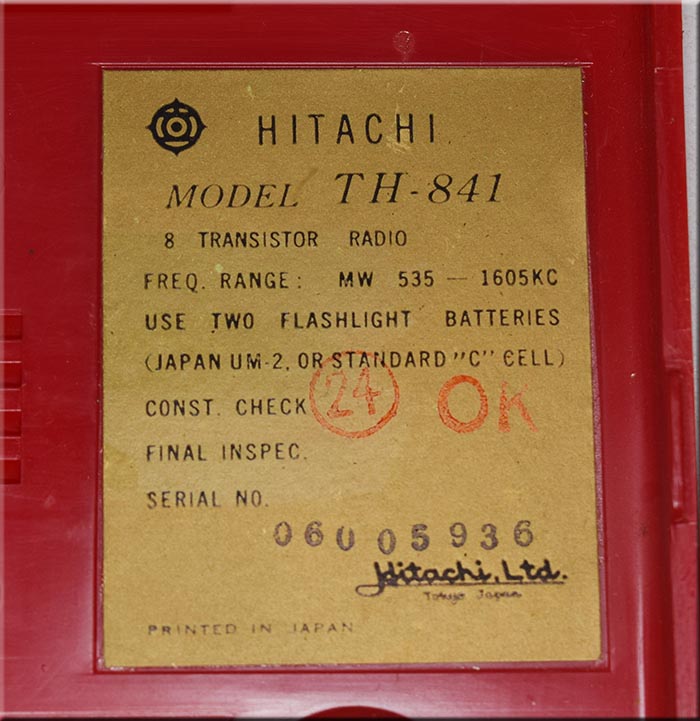 HITACHI
MODEL TH-841
8 TRANSISTOR RADIO
FREQ. RANGE: MW 535 — 1605KC
USE TWO FLASHLIGHT BATTERIES
(JAPAN UM-2, OR STANDARD "C" CELL)
CONST. CHECK 24 OK
FINAL INSPEC.
SERIAL NO.
06005936
Hitachi, Ltd.
Tokyo Japan
PRINTED IN JAPAN